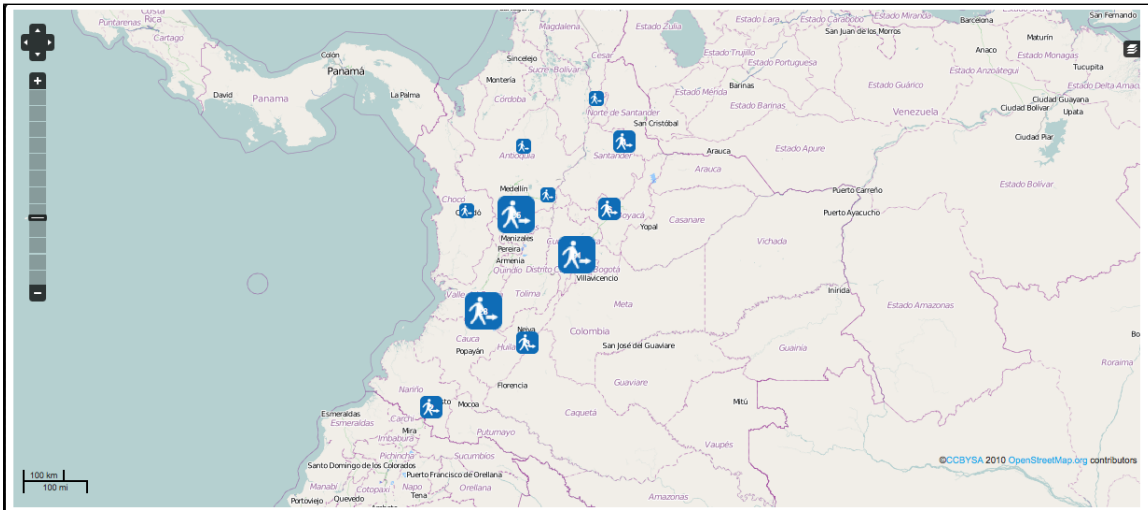 Costa
Rica
Puntarenas
Cartago
David
Panama
Colón
Panamá
La Palma
Magdalena
Sincelejo
Sucre
Bolívar
Montería
Córdoba
Cesar
Estado Zulia
Estado Lara
Estado Carabobo
Estado Miranda
San Juan de los Morros
Estado Trujillo
Estado Portuguesa
Estado Mérida
Barinas
Estado Barinas
Estado Guárico
Barcelona
San Fernando
Maturín
Anaco
Estado Monagas
Tucupita
Estado Anzoátegui
Estado Delta Amac
Ciudad Guayana
Ciudad Bolívar
Upata
Ciudad Piar
Venezuela
Norte de Santander
San Cristóbal
Antioquia
Santander
Arauca
Arauca
Estado Apure
Estado Bolívar
Medellín
Chocó
Puerto Carreño
Puerto Ayacucho
Yopal
Casanare
Manizales
Pereira
Armenia
Quindío
Distrito
Bogotá
Villavicencio
Vichada
Inírida
Estado Amazonas
Valle
Tolima
Meta
Neiva
Colombia
Cauca
Huila
Popayán
San José del Guaviare
Guainía
Roraima
Florencia
Guaviare
Nariño
Mocoa
Caquetá
Mitú
Esmeraldas
Esmeraldas
Carchi
Mira
Imbabura
Putumayo
Vaupés
Pichincha
Sucumbíos
Santo Domingo de los Colorados
Puerto Francisco de Orellana
Manabí
Cotopaxi
Napo
Orellana
Portoviejo
Quevedo
Tena
Amazonas
100 km
100 mi
©CCBYSA 2010 OpenStreetMap.org contributors